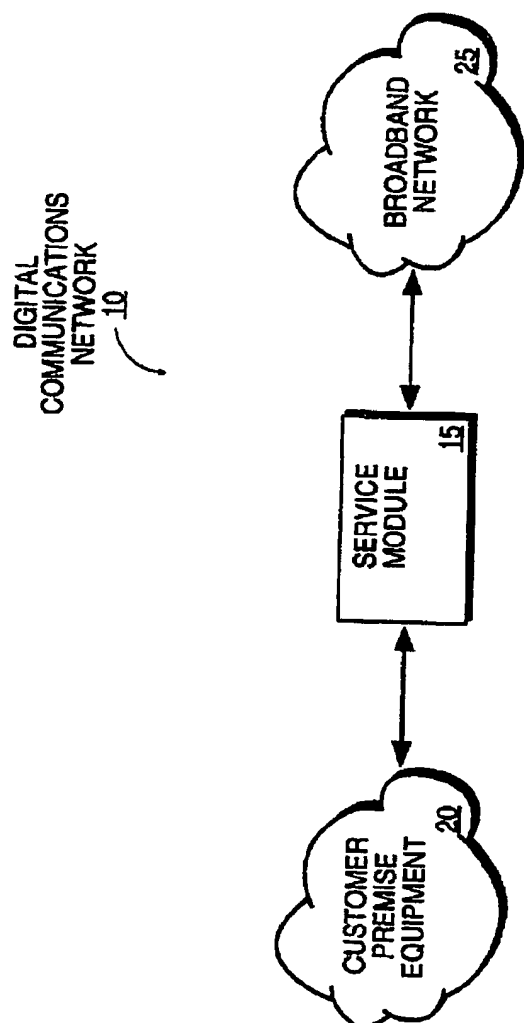 DIGITAL
COMMUNICATIONS
NETWORK
10
CUSTOMER
PREMISE
EQUIPMENT
20
SERVICE
MODULE
15
BROADBAND
NETWORK
25